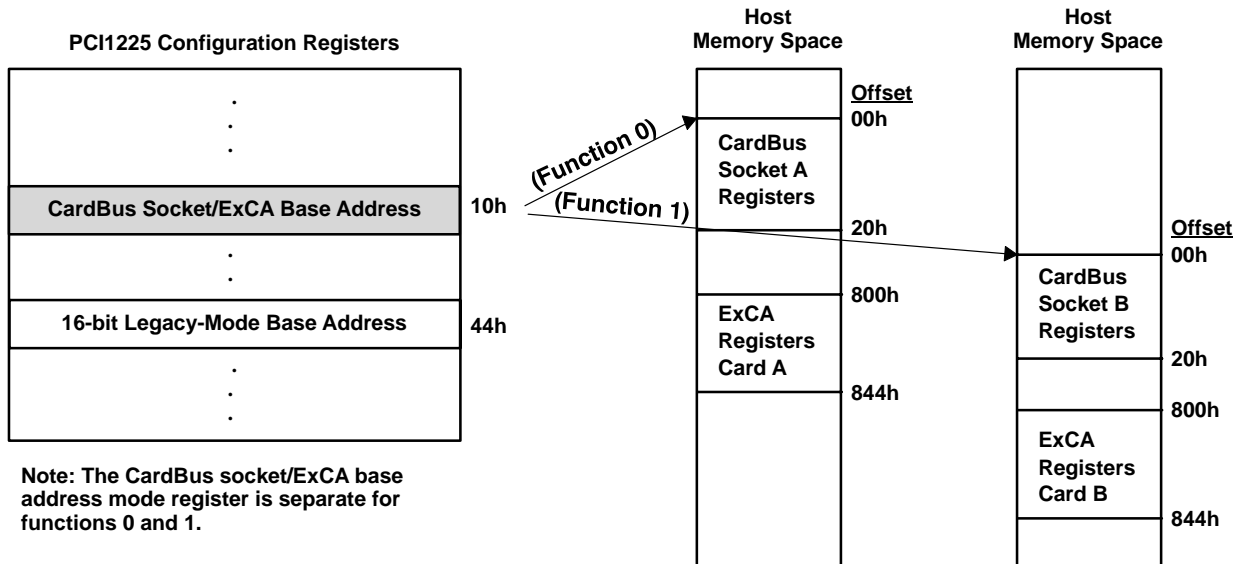 PCI1225 Configuration Registers
CardBus Socket/ExCA Base Address
10h
16-bit Legacy-Mode Base Address
44h
Note: The CardBus socket/ExCA base
address mode register is separate for
functions 0 and 1.
(Function 0)
(Function 1)
Host
Memory Space
Offset
00h
CardBus
Socket A
Registers
20h
800h
ExCA
Registers
Card A
844h
Host
Memory Space
Offset
00h
CardBus
Socket B
Registers
20h
800h
ExCA
Registers
Card B
844h